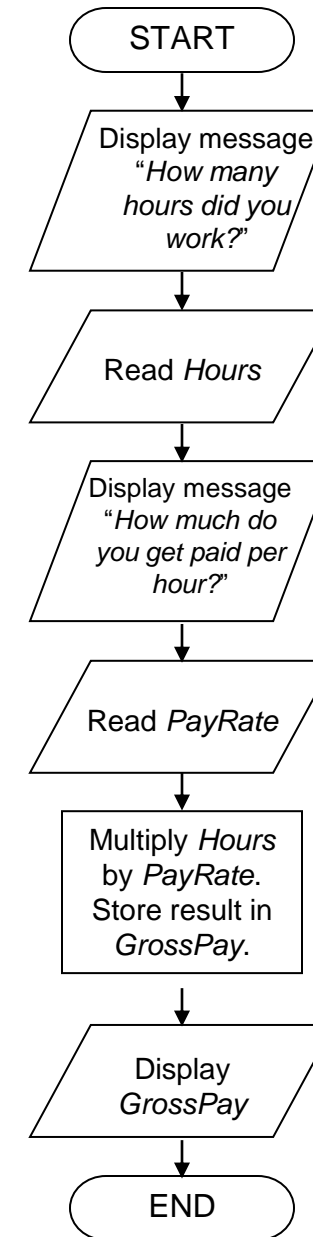 START
Display message
“How many
hours did you
work?”
Read Hours
Display message
“How much do
you get paid per
hour?”
Read PayRate
Multiply Hours
by PayRate.
Store result in
GrossPay.
Display
GrossPay
END